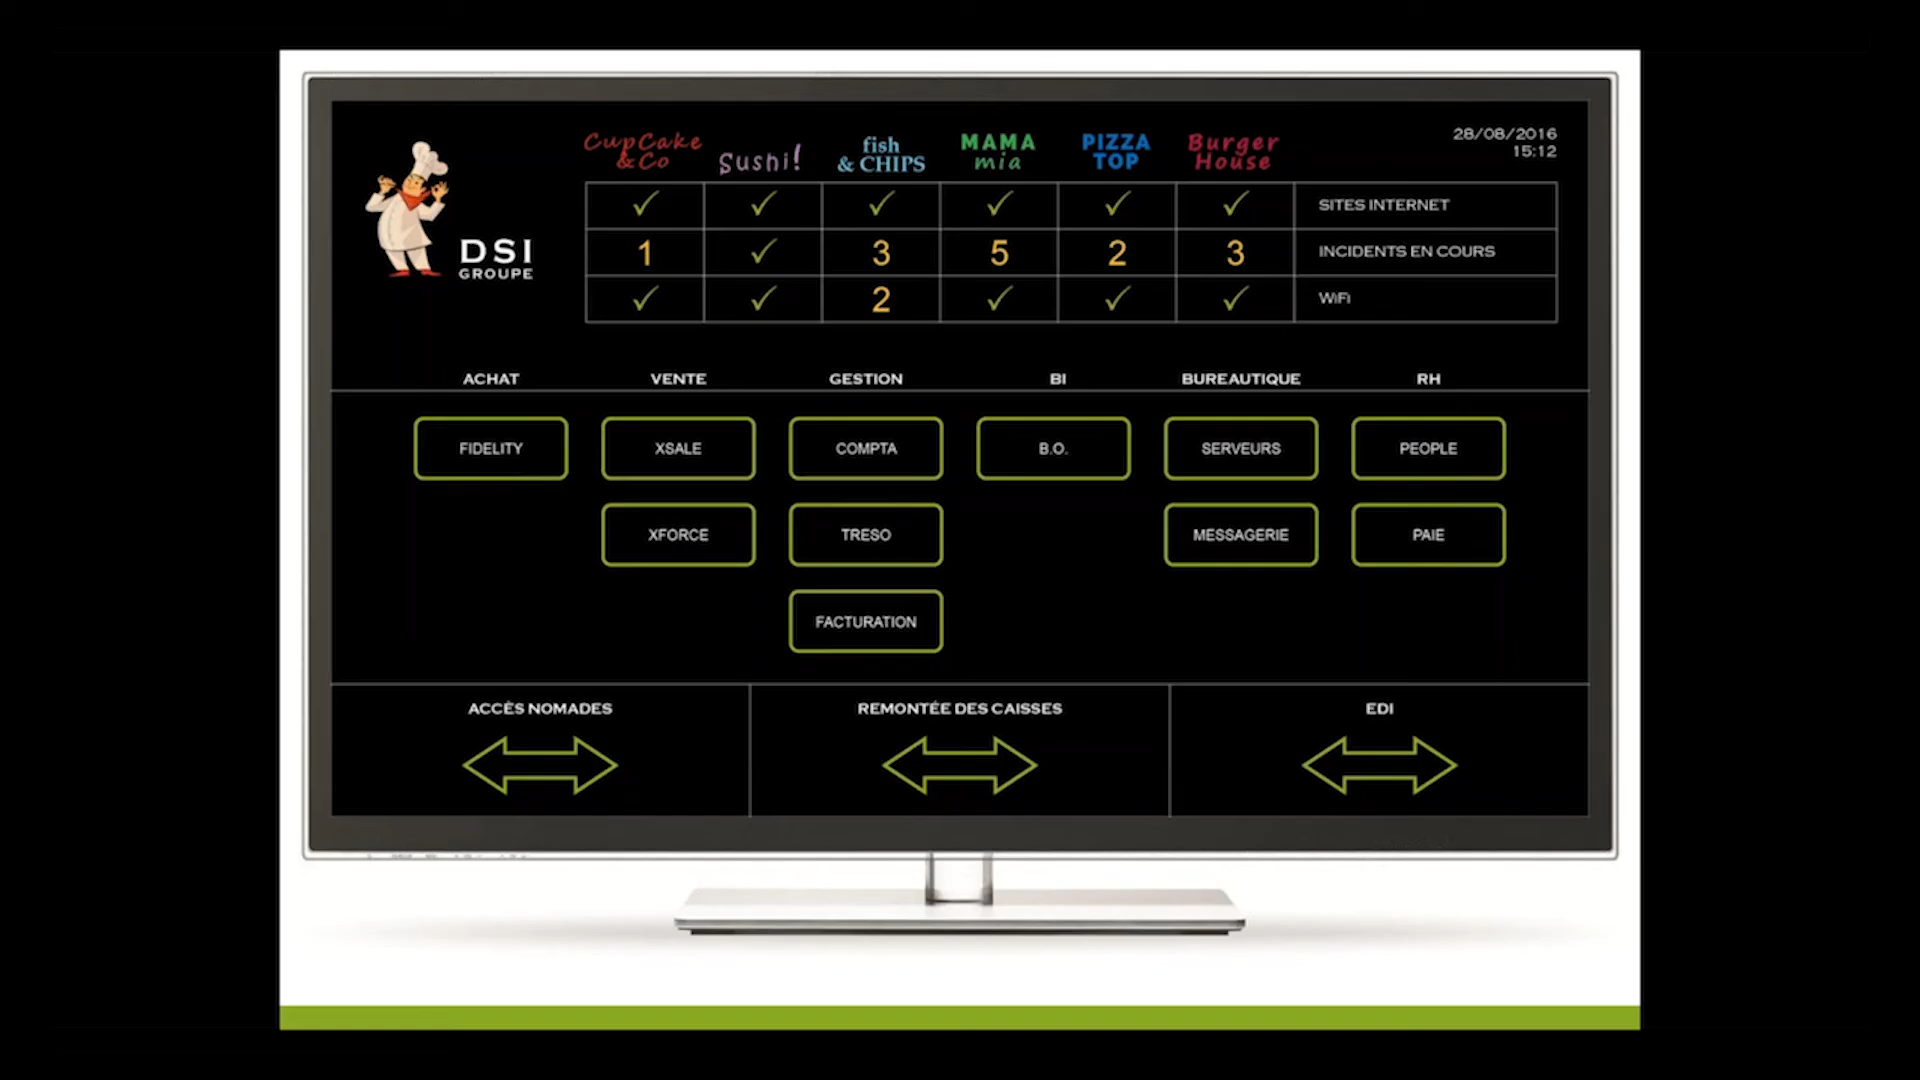 CupCake
& Co
Sushi!
fish
& CHIPS
MAMA
mia
PIZZA
TOP
Burger
House
28/08/2016
15:12
DSI
GROUPE
SITES INTERNET
1 3 5 2 3 INCIDENTS EN COURS
2 WiFi
ACHAT VENTE GESTION BI BUREAUTIQUE RH
FIDELITY XSALE COMPTA B.O. SERVEURS PEOPLE
XFORCE TRESO MESSAGERIE PAIE
FACTURATION
ACCÈS NOMADES REMONTÉE DES CAISSES EDI